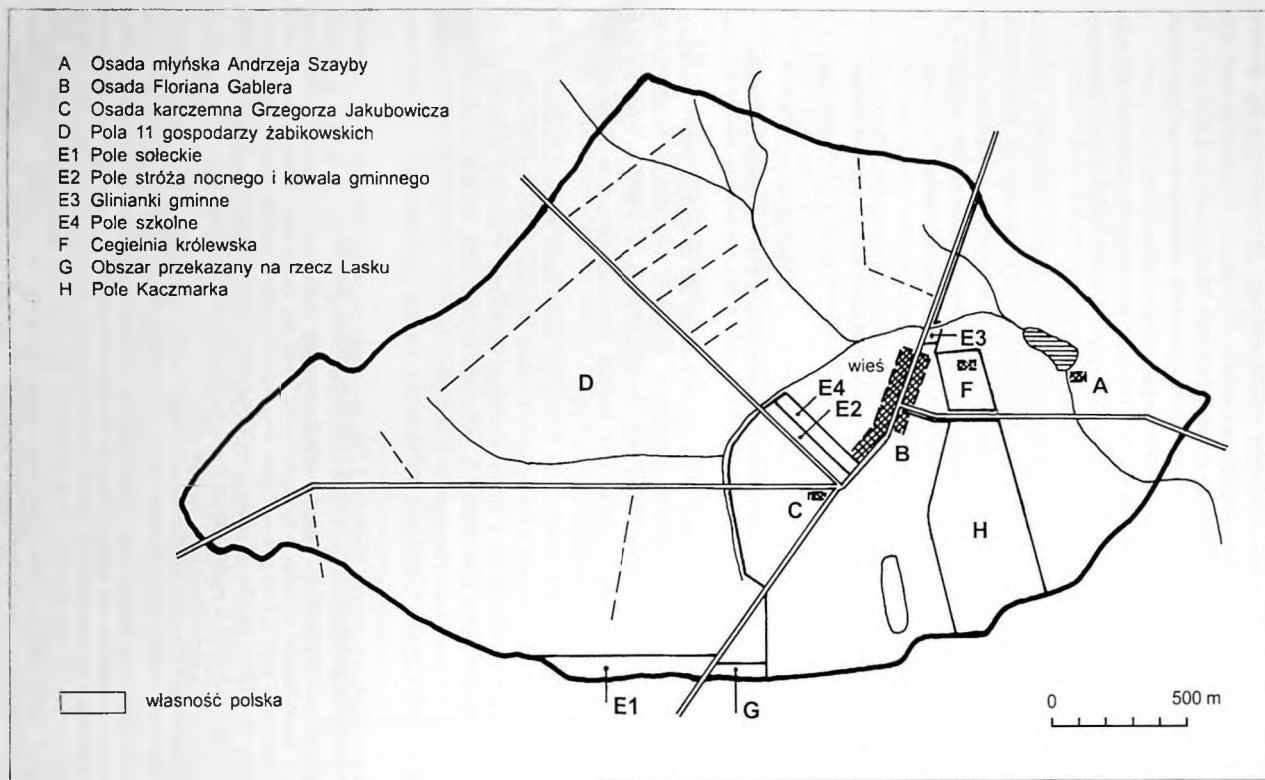 A Osada młyńska Andrzeja Szayby
B Osada Floriana Gablera
C Osada karczemna Grzegorza Jakubowicza
D Pola 11 gospodarzy żabikowskich
E1 Pole sołeckie
E2 Pole stróża nocnego i kowala gminnego
E3 Glinianki gminne
E4 Pole szkolne
F Cegielnia królewska
G Obszar przekazany na rzecz Lasku
H Pole Kaczmarka
E3
wieś
F
A
D
E4
E2
B
C
H
własność polska
E1
G
0 500 m